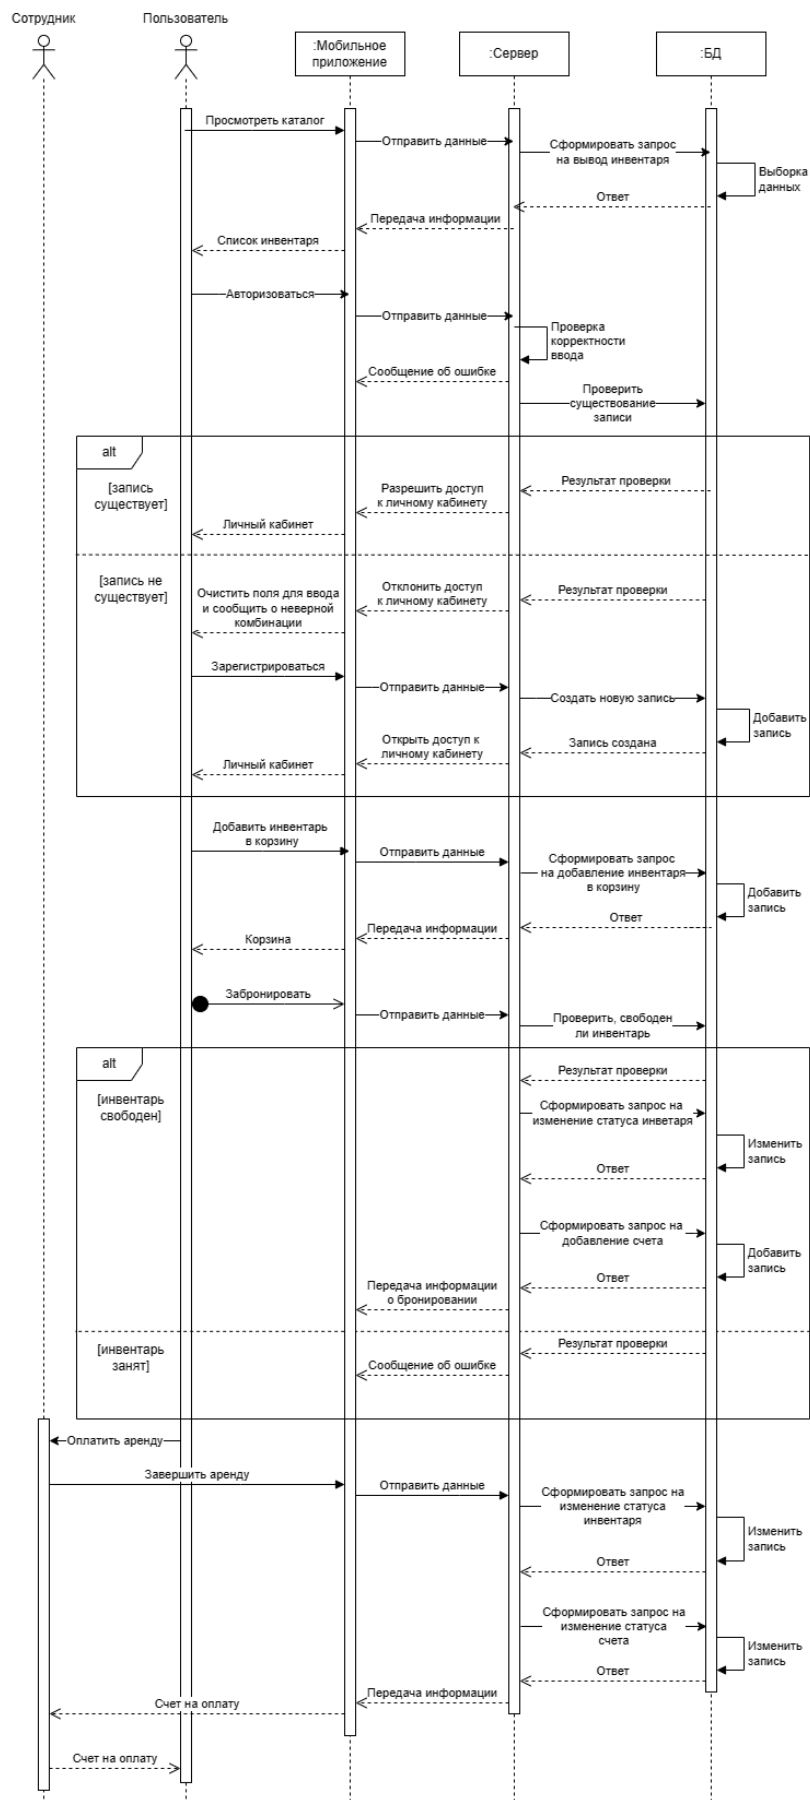 Сотрудник
Пользователь
:Мобильное
приложение
:Сервер
:БД
Просмотреть каталог
Отправить данные
Сформировать запрос
на вывод инвентаря
Выборка
данных
Ответ
Передача информации
Список инвентаря
Авторизоваться
Отправить данные
Проверка
корректности
ввода
Сообщение об ошибке
Проверить
существование
записи
alt
[запись
существует]
Результат проверки
Разрешить доступ
к личному кабинету
Личный кабинет
[запись не
существует]
Результат проверки
Отклонить доступ
к личному кабинету
Очистить поля для ввода
и сообщить о неверной
комбинации
Зарегистрироваться
Отправить данные
Создать новую запись
Добавить
запись
Запись создана
Открыть доступ к
личному кабинету
Личный кабинет
Добавить инвентарь
в корзину
Отправить данные
Сформировать запрос
на добавление инвентаря
в корзину
Добавить
запись
Ответ
Передача информации
Корзина
Забронировать
Отправить данные
Проверить, свободен
ли инвентарь
alt
[инвентарь
свободен]
Результат проверки
Сформировать запрос на
изменение статуса инветаря
Изменить
запись
Ответ
Сформировать запрос на
добавление счета
Добавить
запись
Ответ
Передача информации
о бронировании
[инвентарь
занят]
Результат проверки
Сообщение об ошибке
Оплатить аренду
Завершить аренду
Отправить данные
Сформировать запрос на
изменение статуса
инвентаря
Изменить
запись
Ответ
Сформировать запрос на
изменение статуса
счета
Изменить
запись
Ответ
Передача информации
Счет на оплату
Счет на оплату